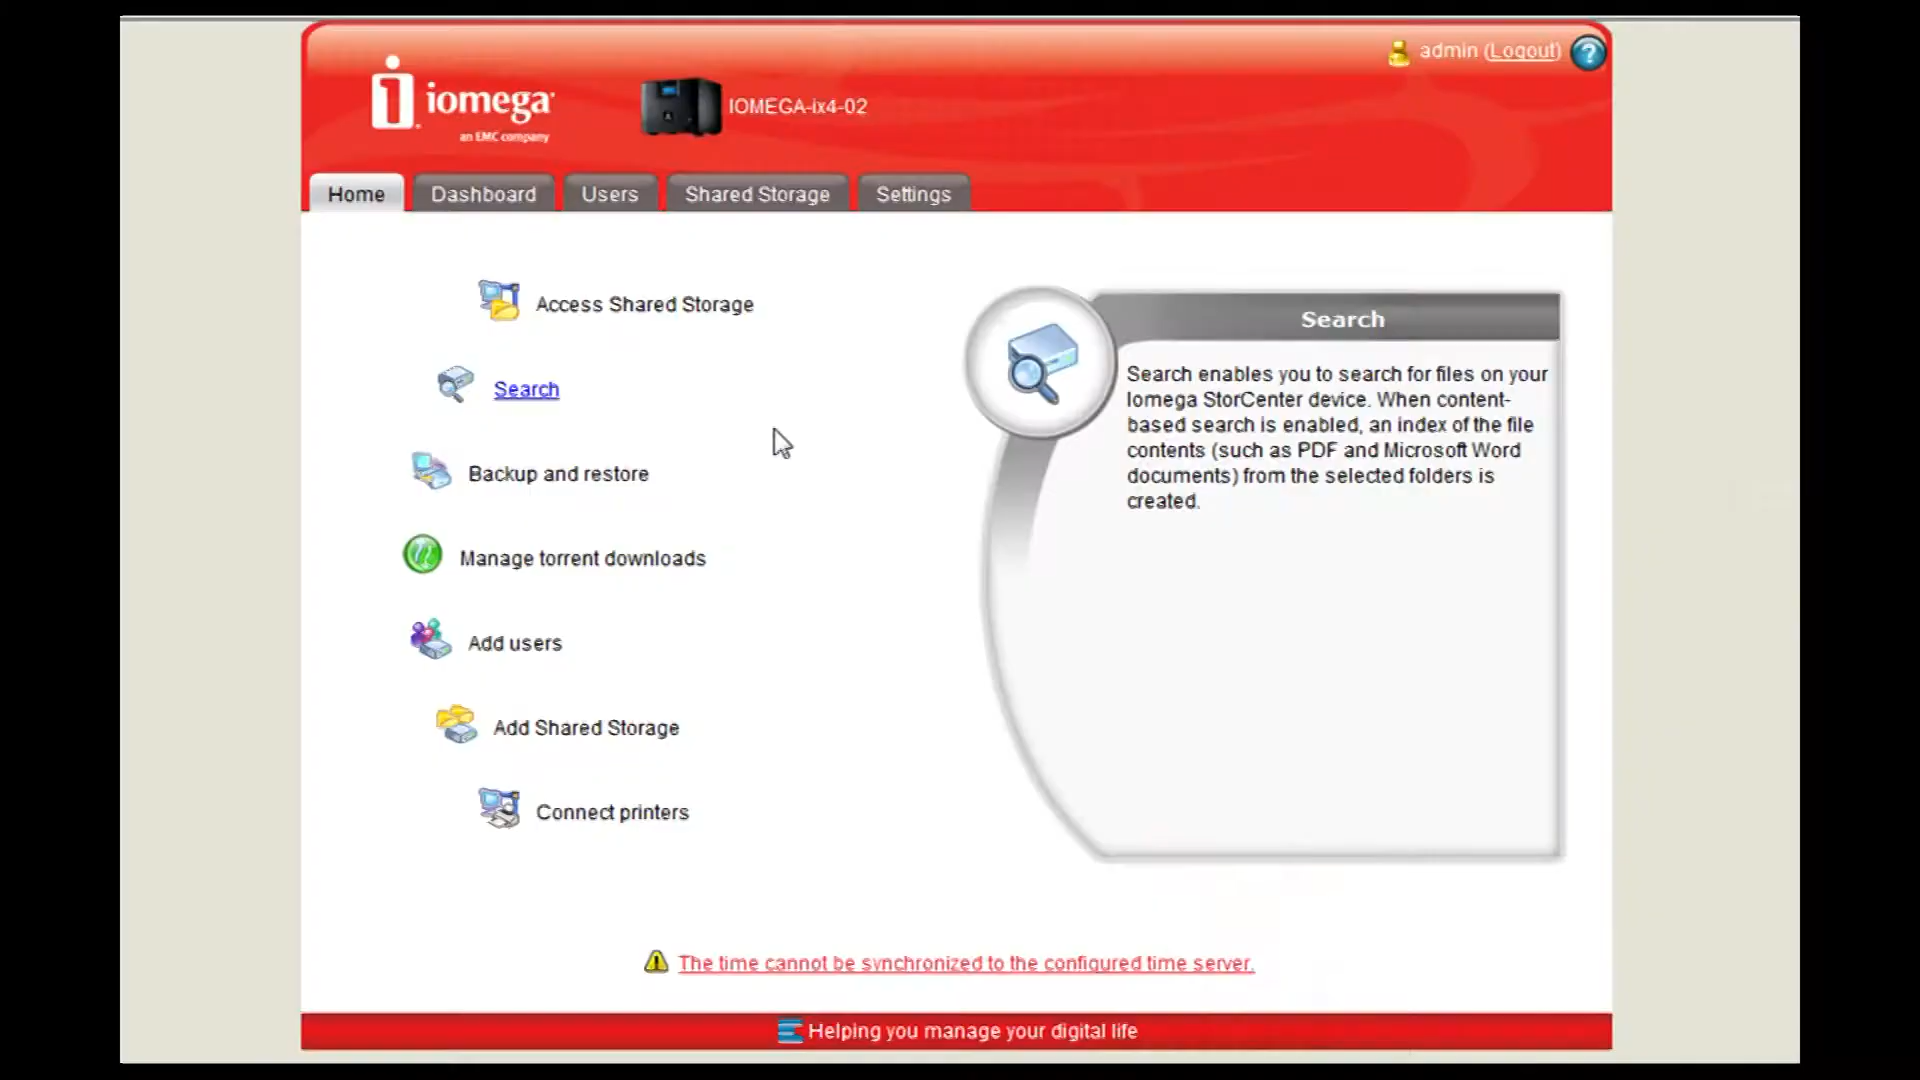 admin (Logout)
iomega
an EMC company
IOMEGA-ix4-02
Home
Dashboard
Users
Shared Storage
Settings
Access Shared Storage
Search
Backup and restore
Manage torrent downloads
Add users
Add Shared Storage
Connect printers
Search
Search enables you to search for files on your
Iomega StorCenter device. When content-
based search is enabled, an index of the file
contents (such as PDF and Microsoft Word
documents) from the selected folders is
created.
The time cannot be synchronized to the configured time server.
Helping you manage your digital life